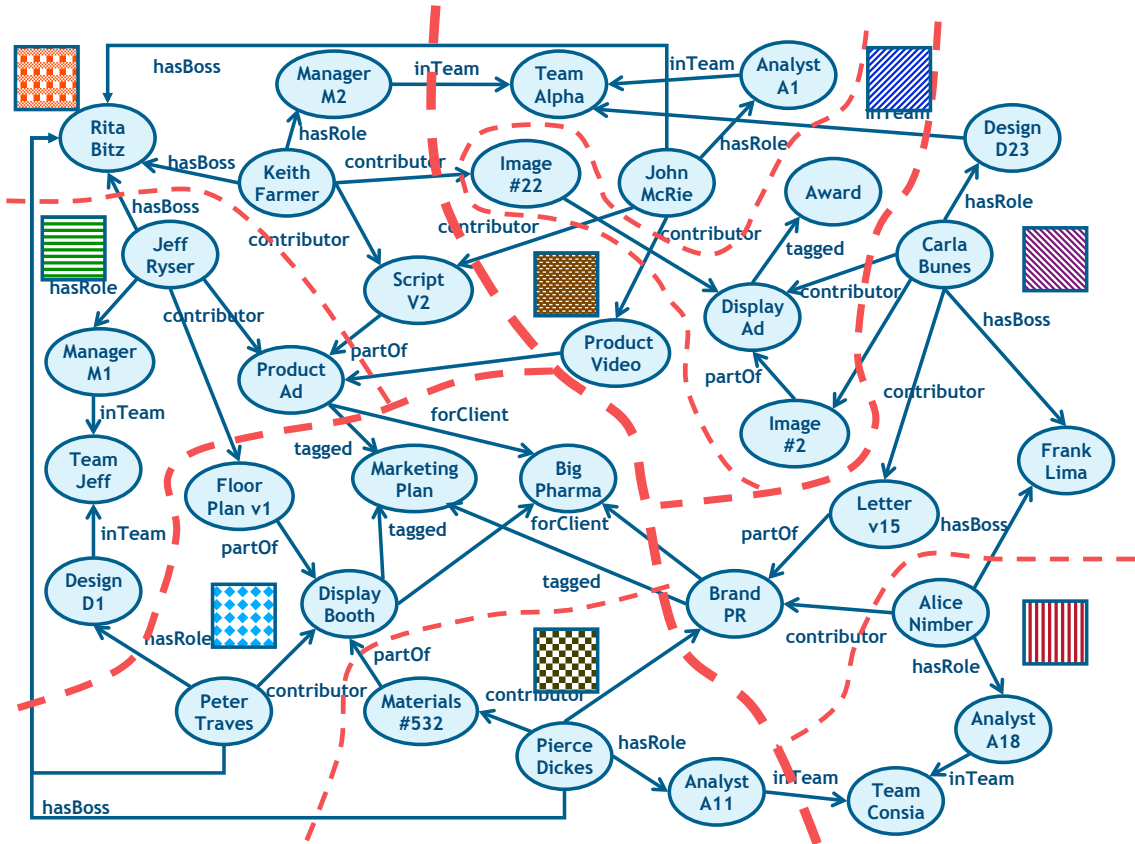 hasBoss
Manager
M2
inTeam
Team
Alpha
inTeam
Analyst
A1
inTeam
Rita
Bitz
hasRole
hasRole
Design
D23
hasBoss
Keith
Farmer
contributor
Image
#22
John
McRie
Award
hasRole
hasBoss
Jeff
Ryser
contributor
contributor
contributor
tagged
Carla
Bunes
hasRole
Script
V2
contributor
Display
Ad
contributor
hasBoss
Manager
M1
Product
Ad
partOf
Product
Video
partOf
contributor
inTeam
forClient
tagged
Image
#2
Team
Jeff
Floor
Plan v1
Marketing
Plan
Big
Pharma
Frank
Lima
Letter
v15
inTeam
partOf
tagged
forClient
partOf
hasBoss
Design
D1
Display
Booth
tagged
Brand
PR
Alice
Nimber
hasRole
partOf
contributor
hasRole
Peter
Traves
contributor
Materials
#532
contributor
Pierce
Dickes
hasRole
Analyst
A18
Analyst
A11
inTeam
inTeam
Team
Consia
hasBoss